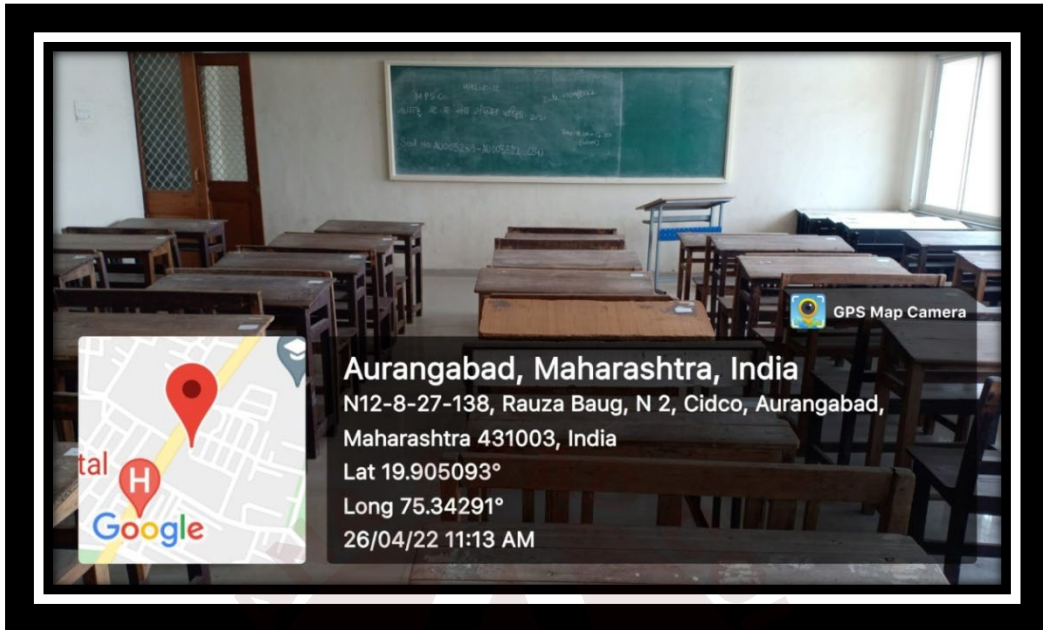 MPSC
GPS Map Camera
Aurangabad, Maharashtra, India
N12-8-27-138, Rauza Baug, N 2, Cidco, Aurangabad,
Maharashtra 431003, India
Lat 19.905093°
Long 75.34291°
26/04/22 11:13 AM
tal
H
Google